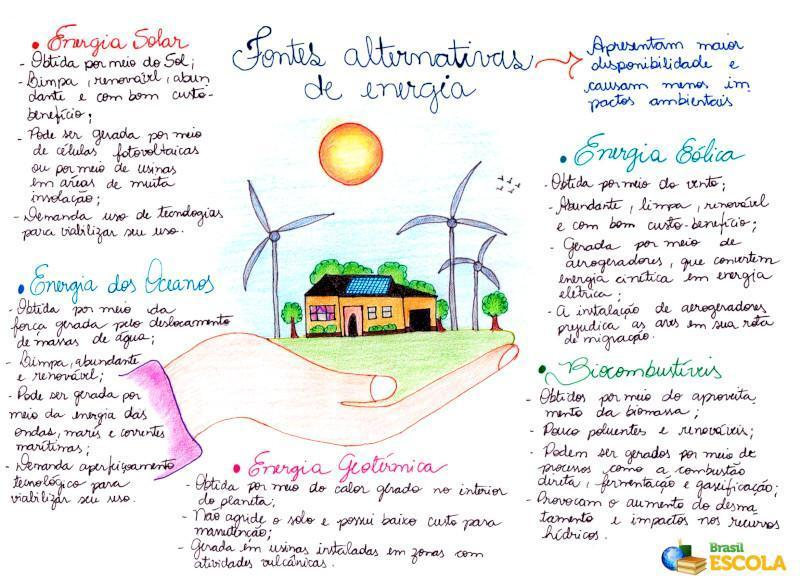 Fontes alternativas
de energia
Apresentam maior
disponibilidade e
causam menos im
pactos ambientais
• Energia Solar
- Obtida por meio do Sol;
- Limpa, renovável, abun
dante e com bom custo-
benefício;
- Pode ser gerada por meio
de células fotovoltaicas
ou por meio de usinas
em áreas de muita
insolação;
- Demanda uso de tecnologias
para viabilizar seu uso.
• Energia dos Oceanos
- Obtida por meio da
força gerada pelo deslocamento
de massas de água;
- Limpa, abundante
e renovável;
- Pode ser gerada por
meio da energia das
ondas, marés e correntes
marítimas;
- Demanda aperfeiçoamento
tecnológico para
viabilizar seu uso.
• Energia Geotérmica
- Obtida por meio do calor gerado no interior
do planeta;
- Não agride o solo e possui baixo custo para
manutenção;
- Gerada em usinas instaladas em zonas com
atividades vulcânicas.
• Energia Eólica
- Obtida por meio do vento;
- Abundante, limpa, renovável
e com bom custo-benefício;
- Gerada por meio de
aerogeradores, que convertem
energia cinética em energia
elétrica;
- A instalação de aerogeradores
prejudica as aves em sua rota
de migração.
• Biocombustíveis
- Obtidos por meio do aproveita
mento da biomassa;
- Pouco poluentes e renováveis;
- Podem ser gerados por meio de
processos como a combustão
direta, fermentação e gaseificação;
- Provocam o aumento do desma
tamento e impactos nos recursos
hídricos.
Brasil
ESCOLA